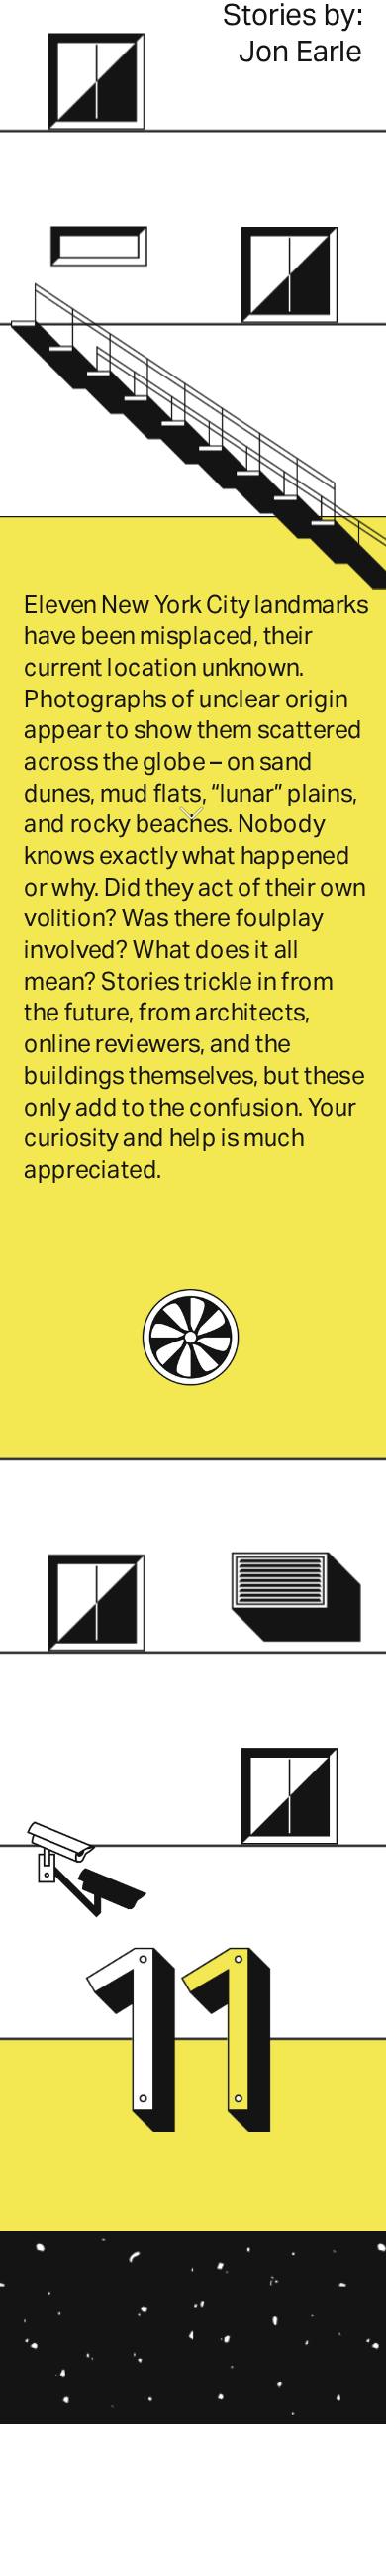 Stories by:
Jon Earle
Eleven New York City landmarks
have been misplaced, their
current location unknown.
Photographs of unclear origin
appear to show them scattered
across the globe – on sand
dunes, mud flats, “lunar” plains,
and rocky beaches. Nobody
knows exactly what happened
or why. Did they act of their own
volition? Was there foulplay
involved? What does it all
mean? Stories trickle in from
the future, from architects,
online reviewers, and the
buildings themselves, but these
only add to the confusion. Your
curiosity and help is much
appreciated.
11